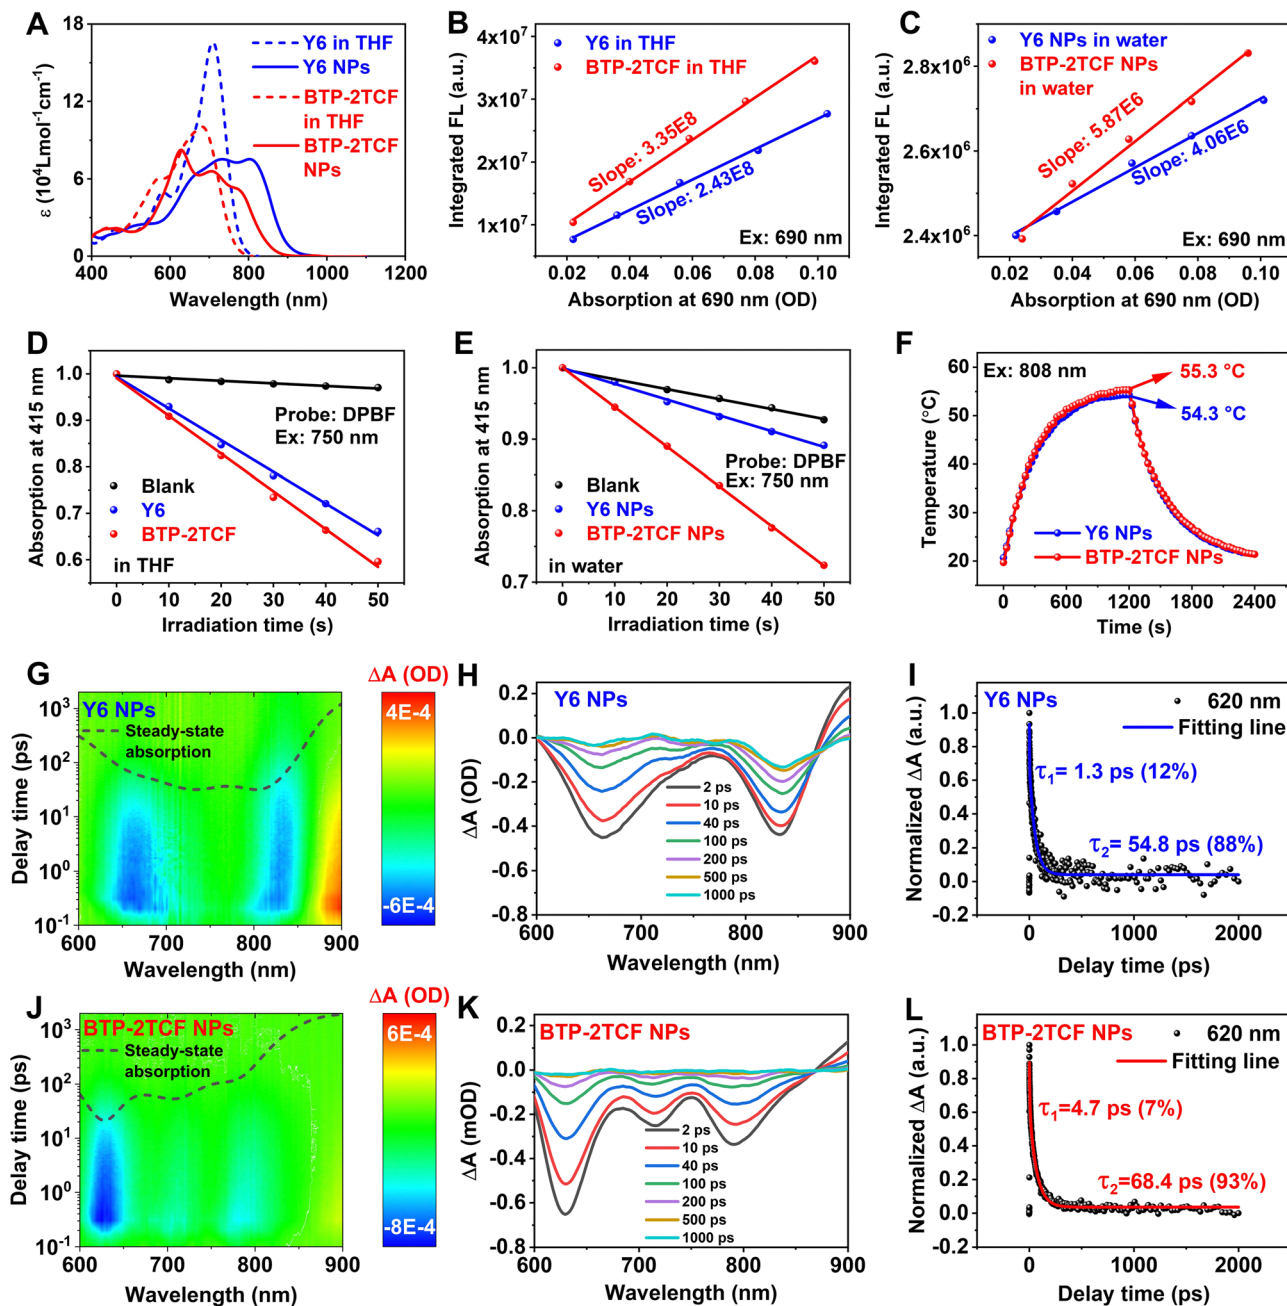 A
ε (10⁴Lmol⁻¹cm⁻¹)
18
12
6
0
Y6 in THF
Y6 NPs
BTP-2TCF
in THF
BTP-2TCF
NPs
400 600 800 1000 1200
Wavelength (nm)
B
Integrated FL (a.u.)
4x10⁷
3x10⁷
2x10⁷
1x10⁷
Y6 in THF
BTP-2TCF in THF
Slope: 3.35E8
Slope: 2.43E8
Ex: 690 nm
0.02 0.04 0.06 0.08 0.10
Absorption at 690 nm (OD)
C
Integrated FL (a.u.)
2.8x10⁶
2.6x10⁶
2.4x10⁶
Y6 NPs in water
BTP-2TCF NPs
in water
Slope: 5.87E6
Slope: 4.06E6
Ex: 690 nm
0.02 0.04 0.06 0.08 0.10
Absorption at 690 nm (OD)
D
Absorption at 415 nm
1.0
0.9
0.8
0.7
0.6
Probe: DPBF
Ex: 750 nm
Blank
Y6
BTP-2TCF
in THF
0 10 20 30 40 50
Irradiation time (s)
E
Absorption at 415 nm
1.0
0.9
0.8
0.7
Probe: DPBF
Ex: 750 nm
Blank
Y6 NPs
BTP-2TCF NPs
in water
0 10 20 30 40 50
Irradiation time (s)
F
Temperature (°C)
60
50
40
30
20
Ex: 808 nm
55.3 °C
54.3 °C
Y6 NPs
BTP-2TCF NPs
0 600 1200 1800 2400
Time (s)
G
Delay time (ps)
10³
10²
10¹
10⁰
10⁻¹
Y6 NPs
Steady-state
absorption
600 700 800 900
Wavelength (nm)
ΔA (OD)
4E-4
-6E-4
H
ΔA (OD)
0.2
0.0
-0.2
-0.4
-0.6
-0.8
Y6 NPs
2 ps
10 ps
40 ps
100 ps
200 ps
500 ps
1000 ps
600 700 800 900
Wavelength (nm)
I
Normalized ΔA (a.u.)
1.0
0.8
0.6
0.4
0.2
0.0
-0.2
Y6 NPs
620 nm
Fitting line
τ₁= 1.3 ps (12%)
τ₂= 54.8 ps (88%)
0 1000 2000
Delay time (ps)
J
Delay time (ps)
10³
10²
10¹
10⁰
10⁻¹
BTP-2TCF NPs
Steady-state
absorption
600 700 800 900
Wavelength (nm)
ΔA (OD)
6E-4
-8E-4
K
ΔA (mOD)
0.2
0.0
-0.2
-0.4
-0.6
-0.8
BTP-2TCF NPs
2 ps
10 ps
40 ps
100 ps
200 ps
500 ps
1000 ps
600 700 800 900
Wavelength (nm)
L
Normalized ΔA (a.u.)
1.0
0.8
0.6
0.4
0.2
0.0
-0.2
BTP-2TCF NPs
620 nm
Fitting line
τ₁=4.7 ps (7%)
τ₂=68.4 ps (93%)
0 1000 2000
Delay time (ps)